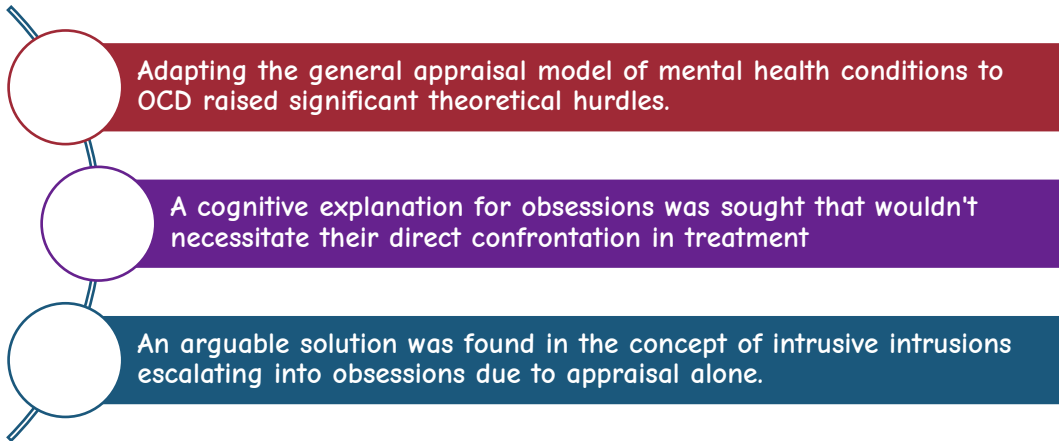 Adapting the general appraisal model of mental health conditions to
OCD raised significant theoretical hurdles.
A cognitive explanation for obsessions was sought that wouldn't
necessitate their direct confrontation in treatment
An arguable solution was found in the concept of intrusive intrusions
escalating into obsessions due to appraisal alone.